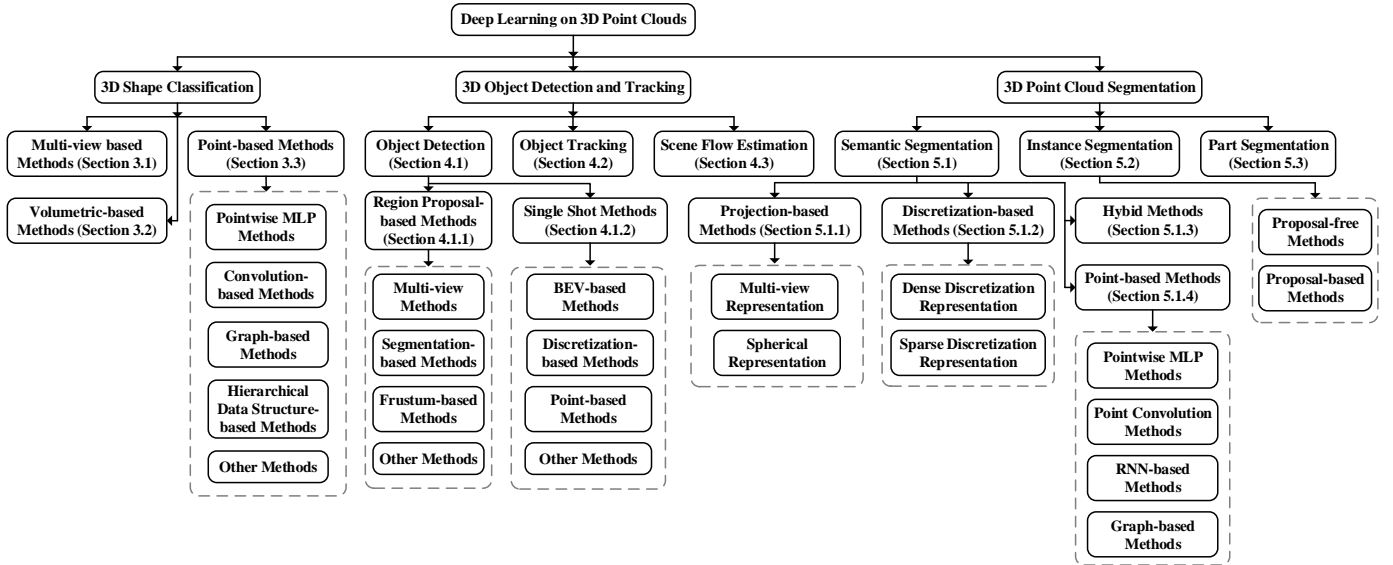 Deep Learning on 3D Point Clouds
3D Shape Classification
3D Object Detection and Tracking
3D Point Cloud Segmentation
Multi-view based
Methods (Section 3.1)
Point-based Methods
(Section 3.3)
Object Detection
(Section 4.1)
Object Tracking
(Section 4.2)
Scene Flow Estimation
(Section 4.3)
Semantic Segmentation
(Section 5.1)
Instance Segmentation
(Section 5.2)
Part Segmentation
(Section 5.3)
Volumetric-based
Methods (Section 3.2)
Pointwise MLP
Methods
Convolution-
based Methods
Graph-based
Methods
Hierarchical
Data Structure-
based Methods
Other Methods
Region Proposal-
based Methods
(Section 4.1.1)
Multi-view
Methods
Segmentation-
based Methods
Frustum-based
Methods
Other Methods
Single Shot Methods
(Section 4.1.2)
BEV-based
Methods
Discretization-
based Methods
Point-based
Methods
Other Methods
Projection-based
Methods (Section 5.1.1)
Multi-view
Representation
Spherical
Representation
Discretization-based
Methods (Section 5.1.2)
Dense Discretization
Representation
Sparse Discretization
Representation
Hybid Methods
(Section 5.1.3)
Point-based Methods
(Section 5.1.4)
Pointwise MLP
Methods
Point Convolution
Methods
RNN-based
Methods
Graph-based
Methods
Proposal-free
Methods
Proposal-based
Methods